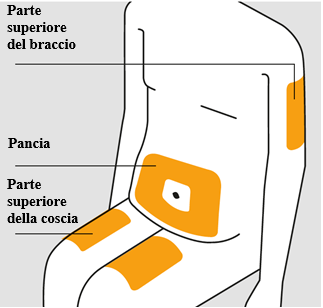 Parte
superiore
del braccio
Pancia
Parte
superiore
della coscia